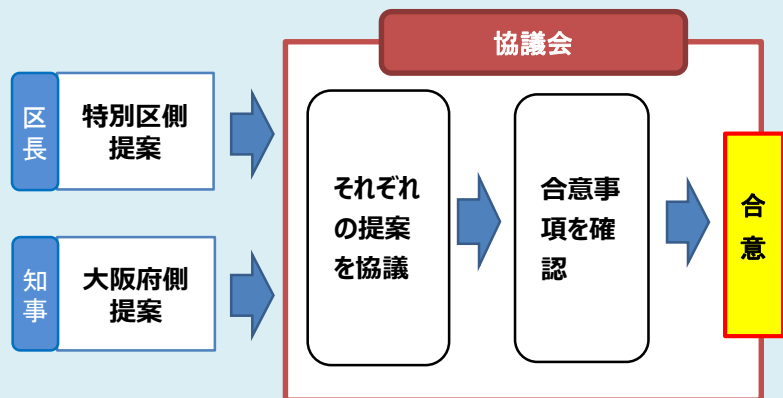 協議会
区長
特別区側
提案
知事
大阪府側
提案
それぞれ
の提案
を協議
合意事
項を確
認
合意